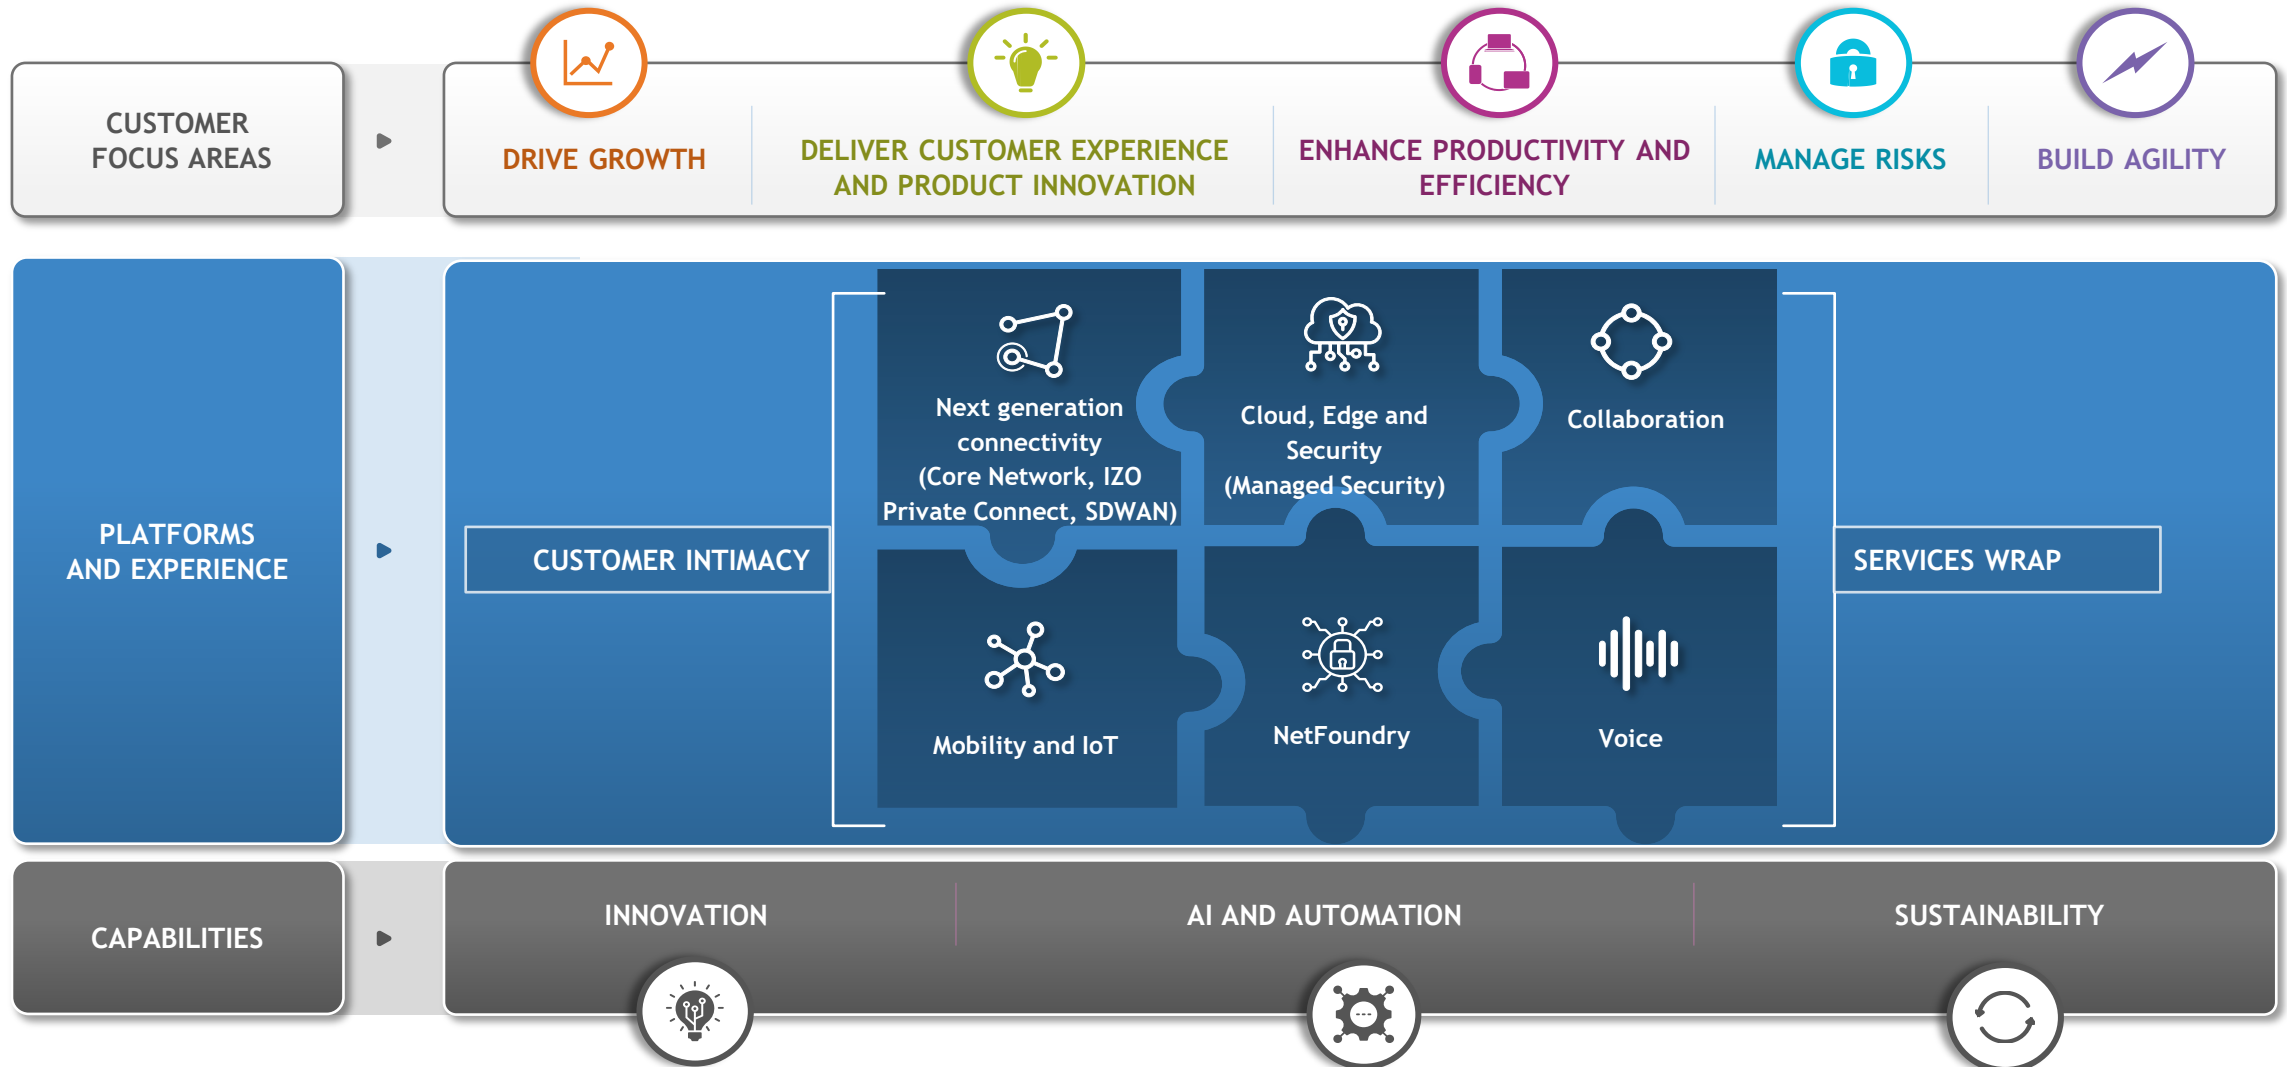 CUSTOMER
FOCUS AREAS
DRIVE GROWTH
DELIVER CUSTOMER EXPERIENCE
AND PRODUCT INNOVATION
ENHANCE PRODUCTIVITY AND
EFFICIENCY
MANAGE RISKS
BUILD AGILITY
PLATFORMS
AND EXPERIENCE
CUSTOMER INTIMACY
Next generation
connectivity
(Core Network, IZO
Private Connect, SDWAN)
Cloud, Edge and
Security
(Managed Security)
Collaboration
Mobility and IoT
NetFoundry
Voice
SERVICES WRAP
CAPABILITIES
INNOVATION
AI AND AUTOMATION
SUSTAINABILITY